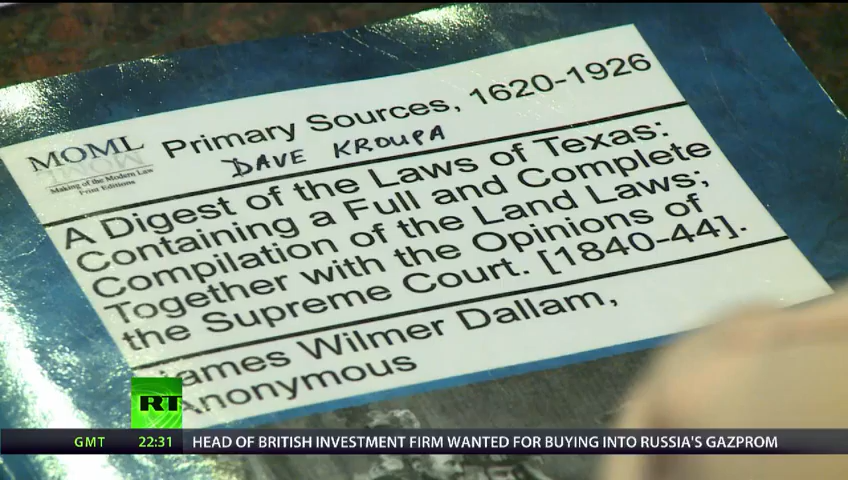 MOML
Making of the Modern Law
Print Editions
Primary Sources, 1620-1926
DAVE KROUPA
A Digest of the Laws of Texas:
Containing a Full and Complete
Compilation of the Land Laws;
Together with the Opinions of
the Supreme Court. [1840-44].
James Wilmer Dallam,
Anonymous
RT
GMT 22:31 HEAD OF BRITISH INVESTMENT FIRM WANTED FOR BUYING INTO RUSSIA'S GAZPROM